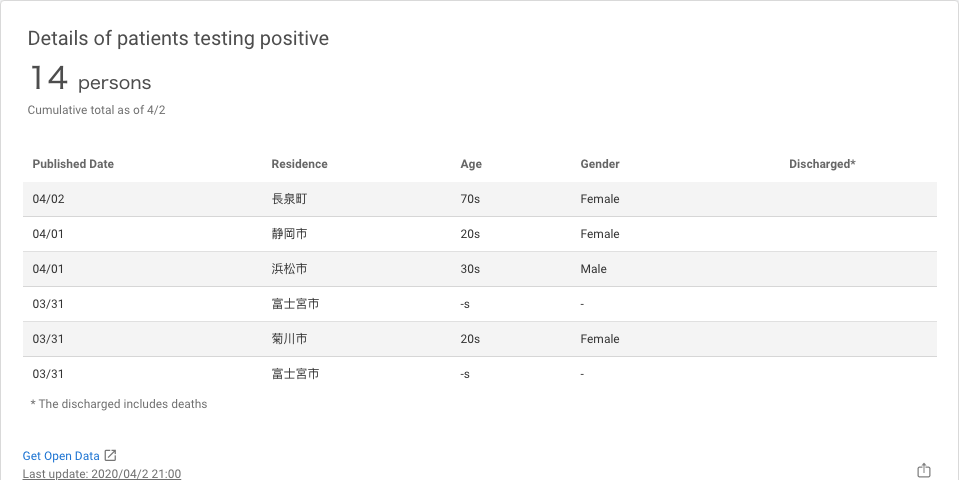 Details of patients testing positive
14 persons
Cumulative total as of 4/2
Published Date Residence Age Gender Discharged*
04/02 長泉町 70s Female
04/01 静岡市 20s Female
04/01 浜松市 30s Male
03/31 富士宮市 -s -
03/31 菊川市 20s Female
03/31 富士宮市 -s -
* The discharged includes deaths
Get Open Data
Last update: 2020/04/2 21:00